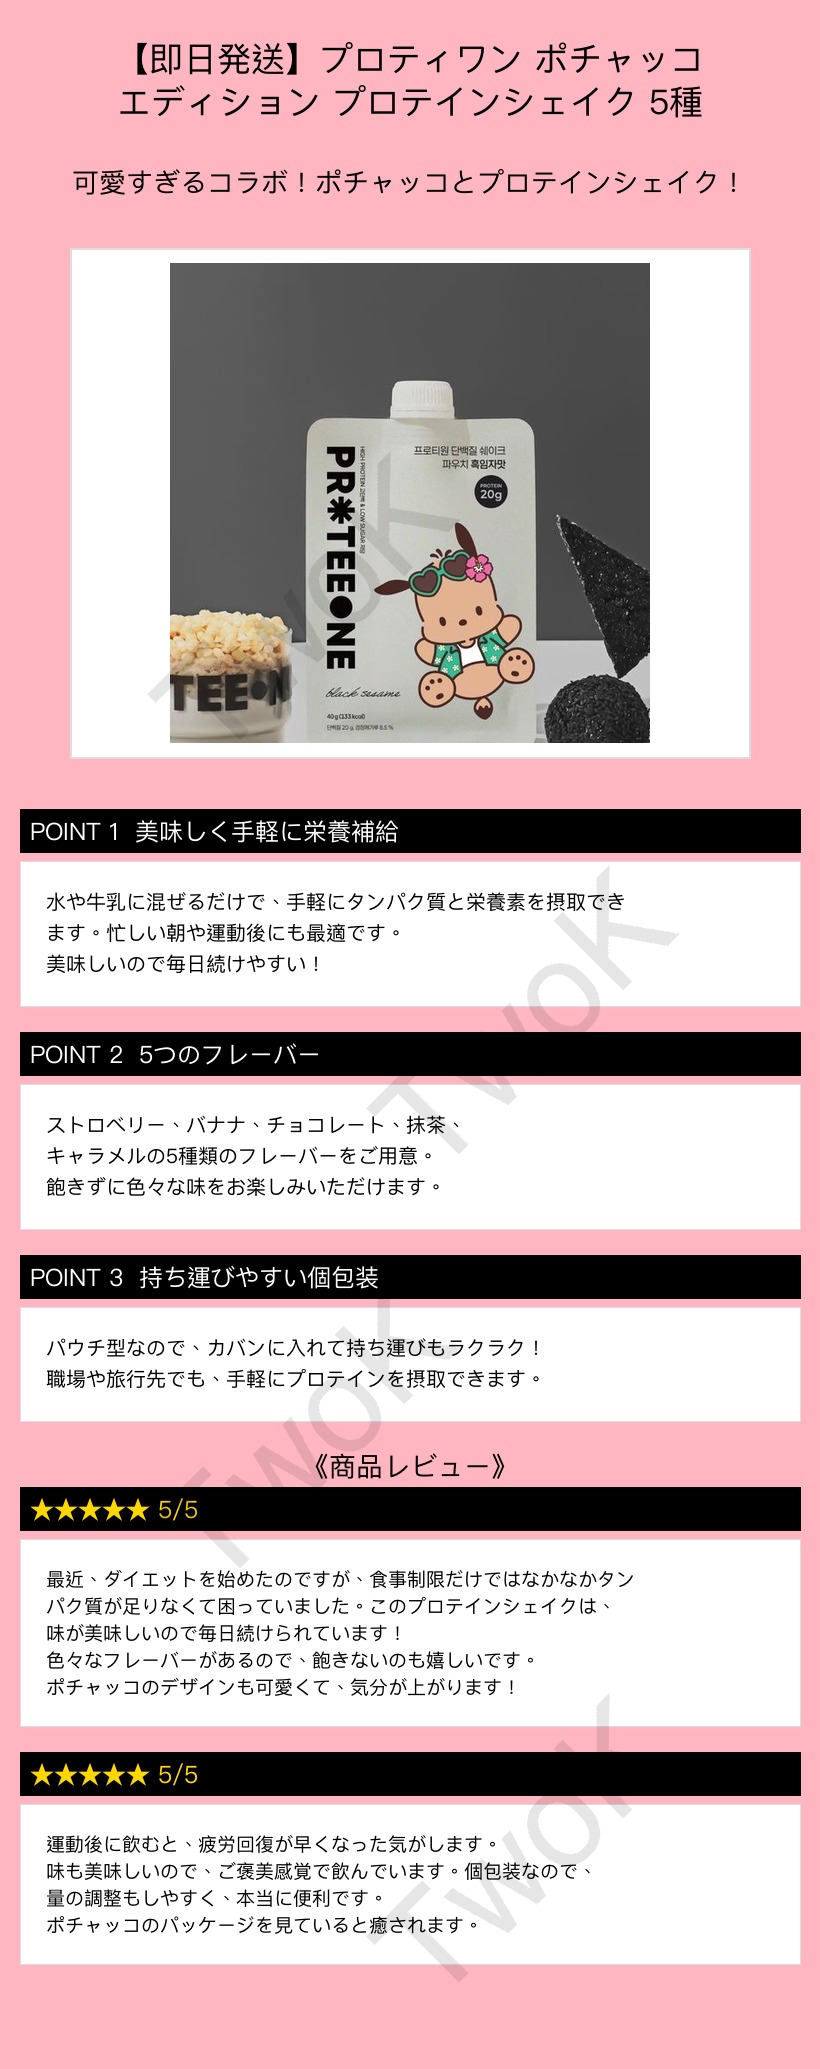 【即日発送】プロティワン ポチャッコ
エディション プロテインシェイク 5種
可愛すぎるコラボ！ポチャッコとプロテインシェイク！
프로티원 단백질 쉐이크
파우치 흑임자맛
PROTEIN
20g
PR*TEE●NE
HIGH PROTEIN 고단백 & LOW SUGAR 저당
black sesame
40g (133 kcal)
단백질 20 g, 검정깨가루 8.5 %
TEE●N
POINT 1 美味しく手軽に栄養補給
水や牛乳に混ぜるだけで、手軽にタンパク質と栄養素を摂取でき
ます。忙しい朝や運動後にも最適です。
美味しいので毎日続けやすい！
POINT 2 5つのフレーバー
ストロベリー、バナナ、チョコレート、抹茶、
キャラメルの5種類のフレーバーをご用意。
飽きずに色々な味をお楽しみいただけます。
POINT 3 持ち運びやすい個包装
パウチ型なので、カバンに入れて持ち運びもラクラク！
職場や旅行先でも、手軽にプロテインを摂取できます。
《商品レビュー》
★★★★★ 5/5
最近、ダイエットを始めたのですが、食事制限だけではなかなかタン
パク質が足りなくて困っていました。このプロテインシェイクは、
味が美味しいので毎日続けられています！
色々なフレーバーがあるので、飽きないのも嬉しいです。
ポチャッコのデザインも可愛くて、気分が上がります！
★★★★★ 5/5
運動後に飲むと、疲労回復が早くなった気がします。
味も美味しいので、ご褒美感覚で飲んでいます。個包装なので、
量の調整もしやすく、本当に便利です。
ポチャッコのパッケージを見ていると癒されます。
TwoK
TwoK
TwoK
TwoK